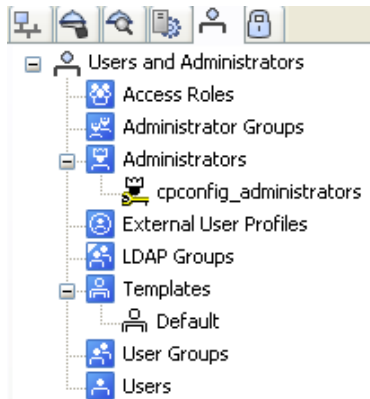 Users and Administrators
Access Roles
Administrator Groups
Administrators
cpconfig_administrators
External User Profiles
LDAP Groups
Templates
Default
User Groups
Users